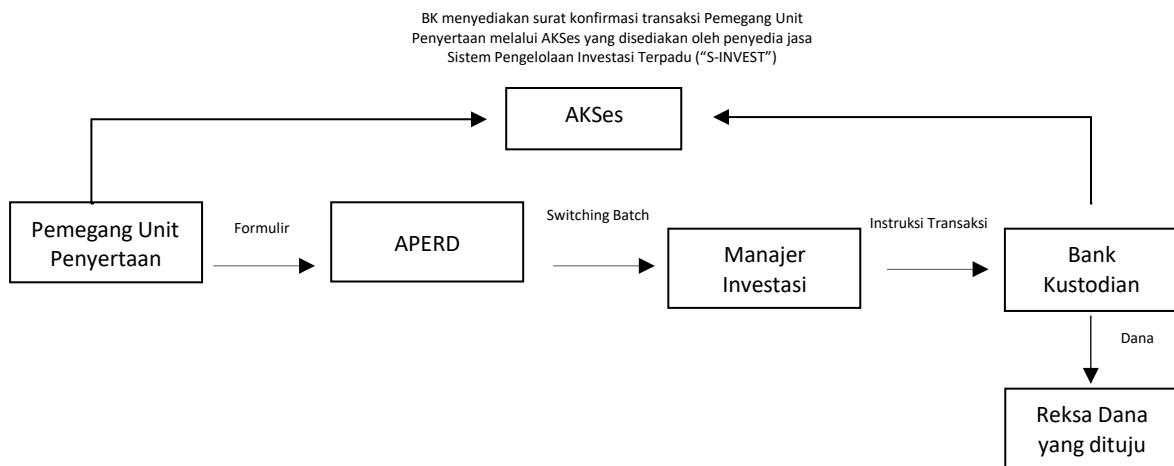 BK menyediakan surat konfirmasi transaksi Pemegang Unit
Penyertaan melalui AKSes yang disediakan oleh penyedia jasa
Sistem Pengelolaan Investasi Terpadu (“S-INVEST”)
AKSes
Pemegang Unit
Penyertaan
Formulir
APERD
Switching Batch
Manajer
Investasi
Instruksi Transaksi
Bank
Kustodian
Dana
Reksa Dana
yang dituju